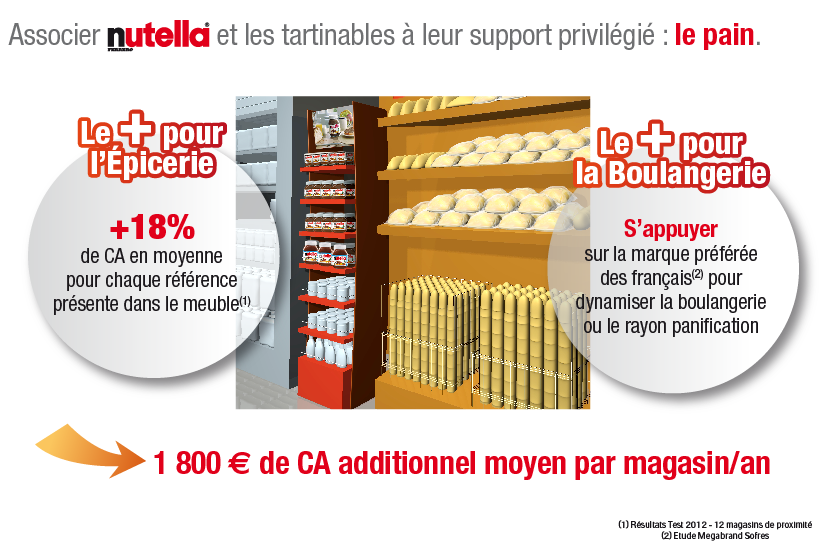 Associer nutella et les tartinables à leur support privilégié : le pain.
FERRERO
Le + pour
l'Épicerie
+18%
de CA en moyenne
pour chaque référence
présente dans le meuble(1)
Le + pour
la Boulangerie
S'appuyer
sur la marque préférée
des français(2) pour
dynamiser la boulangerie
ou le rayon panification
1 800 € de CA additionnel moyen par magasin/an
(1) Résultats Test 2012 - 12 magasins de proximité
(2) Etude Megabrand Sofres